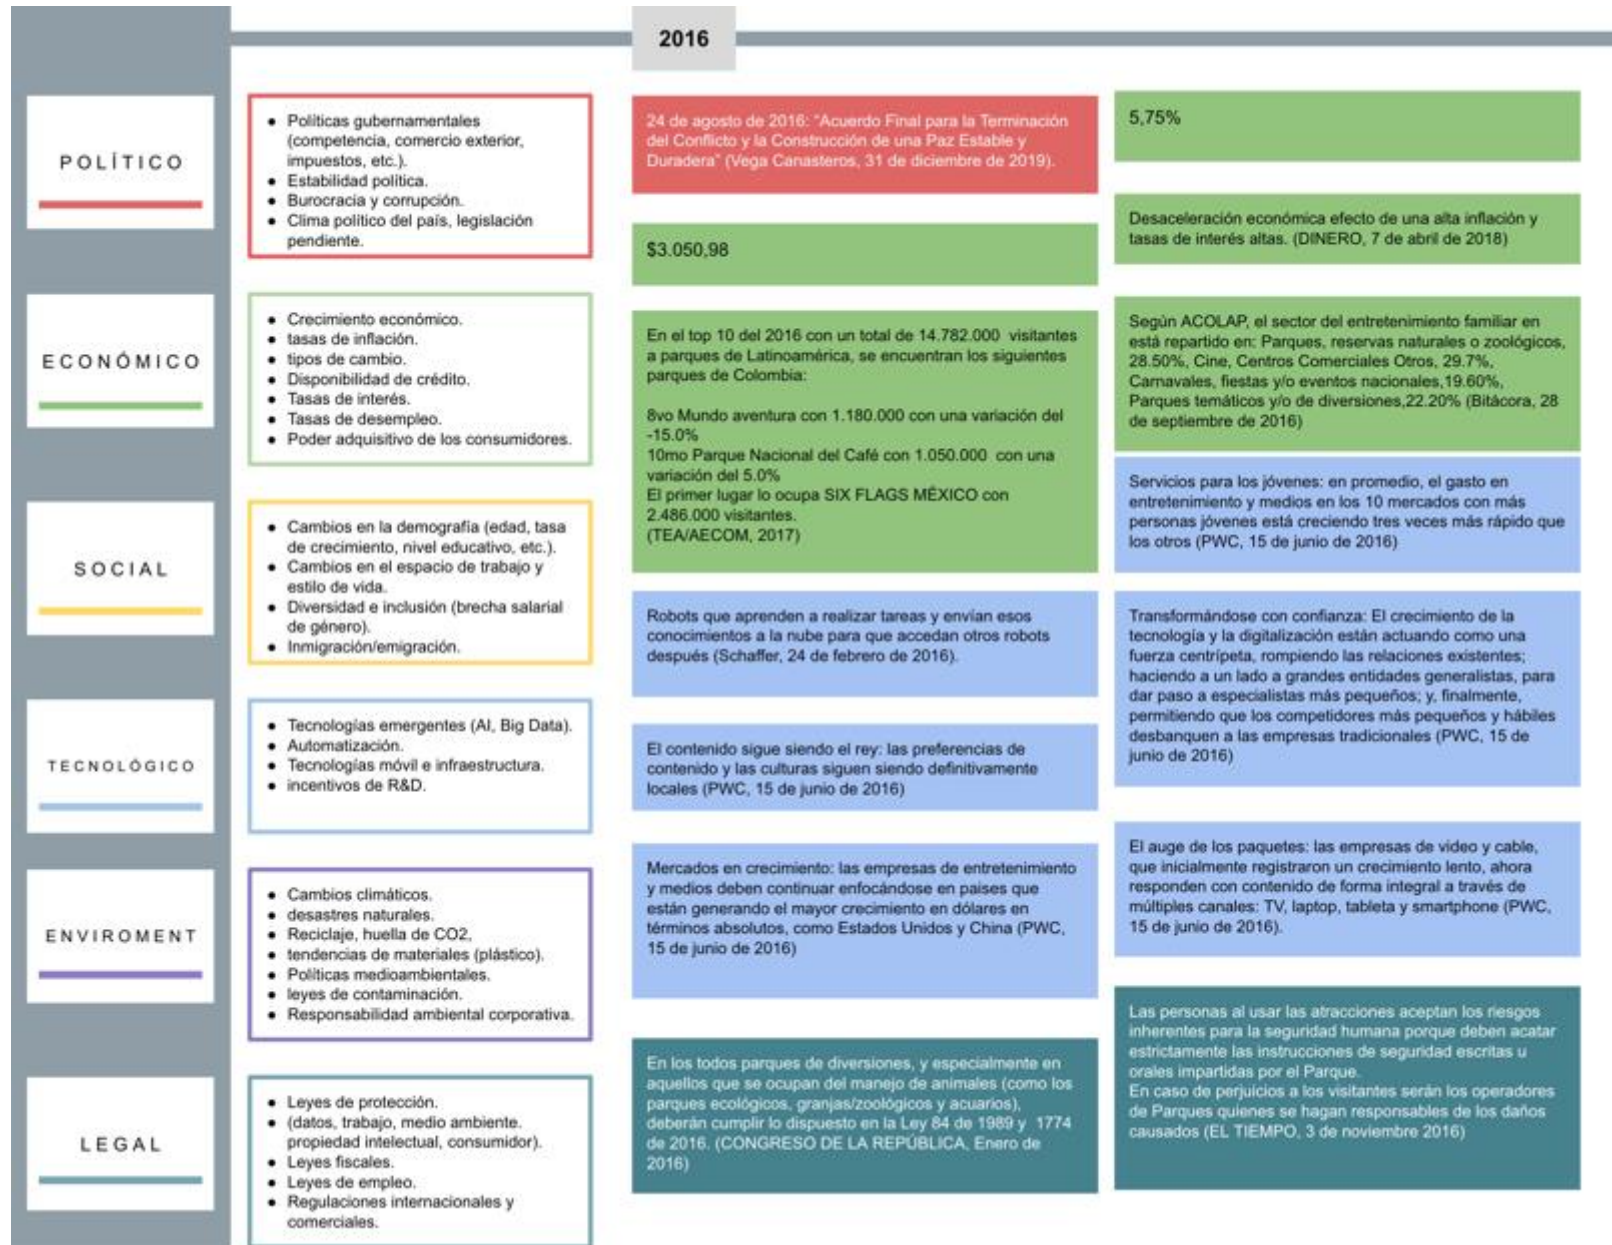 2016
POLÍTICO
● Políticas gubernamentales
(competencia, comercio exterior,
impuestos, etc.).
● Estabilidad política.
● Burocracia y corrupción.
● Clima político del país, legislación
pendiente.
ECONÓMICO
● Crecimiento económico.
● tasas de inflación.
● tipos de cambio.
● Disponibilidad de crédito.
● Tasas de interés.
● Tasas de desempleo.
● Poder adquisitivo de los consumidores.
SOCIAL
● Cambios en la demografía (edad, tasa
de crecimiento, nivel educativo, etc.).
● Cambios en el espacio de trabajo y
estilo de vida.
● Diversidad e inclusión (brecha salarial
de género).
● Inmigración/emigración.
TECNOLÓGICO
● Tecnologías emergentes (AI, Big Data).
● Automatización.
● Tecnologías móvil e infraestructura.
● incentivos de R&D.
ENVIROMENT
● Cambios climáticos.
● desastres naturales.
● Reciclaje, huella de CO2,
● tendencias de materiales (plástico).
● Políticas medioambientales.
● leyes de contaminación.
● Responsabilidad ambiental corporativa.
LEGAL
● Leyes de protección.
● (datos, trabajo, medio ambiente.
propiedad intelectual, consumidor).
● Leyes fiscales.
● Leyes de empleo.
● Regulaciones internacionales y
comerciales.
24 de agosto de 2016: "Acuerdo Final para la Terminación
del Conflicto y la Construcción de una Paz Estable y
Duradera" (Vega Canasteros, 31 de diciembre de 2019).
$3.050,98
En el top 10 del 2016 con un total de 14.782.000 visitantes
a parques de Latinoamérica, se encuentran los siguientes
parques de Colombia:
8vo Mundo aventura con 1.180.000 con una variación del
-15.0%
10mo Parque Nacional del Café con 1.050.000 con una
variación del 5.0%
El primer lugar lo ocupa SIX FLAGS MÉXICO con
2.486.000 visitantes.
(TEA/AECOM, 2017)
Robots que aprenden a realizar tareas y envían esos
conocimientos a la nube para que accedan otros robots
después (Schaffer, 24 de febrero de 2016).
El contenido sigue siendo el rey: las preferencias de
contenido y las culturas siguen siendo definitivamente
locales (PWC, 15 de junio de 2016)
Mercados en crecimiento: las empresas de entretenimiento
y medios deben continuar enfocándose en países que
están generando el mayor crecimiento en dólares en
términos absolutos, como Estados Unidos y China (PWC,
15 de junio de 2016)
En los todos parques de diversiones, y especialmente en
aquellos que se ocupan del manejo de animales (como los
parques ecológicos, granjas/zoológicos y acuarios),
deberán cumplir lo dispuesto en la Ley 84 de 1989 y 1774
de 2016. (CONGRESO DE LA REPÚBLICA, Enero de
2016)
5,75%
Desaceleración económica efecto de una alta inflación y
tasas de interés altas. (DINERO, 7 de abril de 2018)
Según ACOLAP, el sector del entretenimiento familiar en
está repartido en: Parques, reservas naturales o zoológicos,
28.50%, Cine, Centros Comerciales Otros, 29.7%,
Carnavales, fiestas y/o eventos nacionales,19.60%,
Parques temáticos y/o de diversiones,22.20% (Bitácora, 28
de septiembre de 2016)
Servicios para los jóvenes: en promedio, el gasto en
entretenimiento y medios en los 10 mercados con más
personas jóvenes está creciendo tres veces más rápido que
los otros (PWC, 15 de junio de 2016)
Transformándose con confianza: El crecimiento de la
tecnología y la digitalización están actuando como una
fuerza centrípeta, rompiendo las relaciones existentes;
haciendo a un lado a grandes entidades generalistas, para
dar paso a especialistas más pequeños; y, finalmente,
permitiendo que los competidores más pequeños y hábiles
desbanquen a las empresas tradicionales (PWC, 15 de
junio de 2016)
El auge de los paquetes: las empresas de video y cable,
que inicialmente registraron un crecimiento lento, ahora
responden con contenido de forma integral a través de
múltiples canales: TV, laptop, tableta y smartphone (PWC,
15 de junio de 2016).
Las personas al usar las atracciones aceptan los riesgos
inherentes para la seguridad humana porque deben acatar
estrictamente las instrucciones de seguridad escritas u
orales impartidas por el Parque.
En caso de perjuicios a los visitantes serán los operadores
de Parques quienes se hagan responsables de los daños
causados (EL TIEMPO, 3 de noviembre 2016)